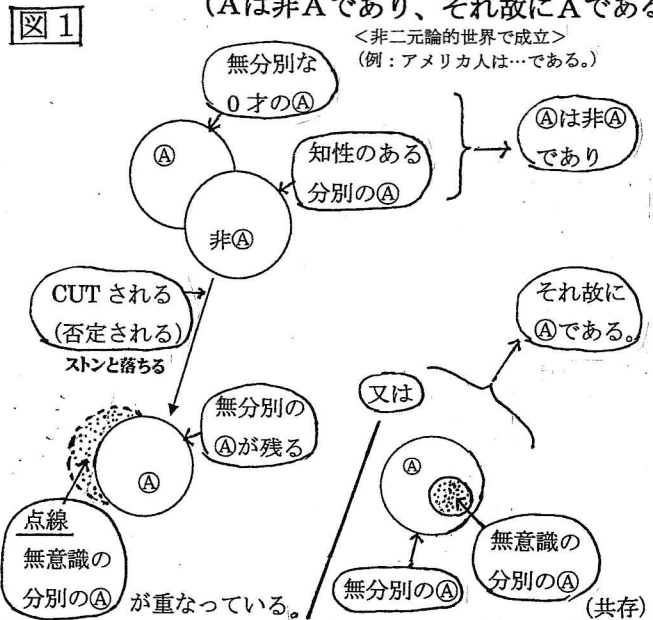 図1
(Aは非Aであり、それ故にAである
<非二元論的世界で成立>
(例:アメリカ人は…である。)
無分別な
0才のⒶ
Ⓐ
知性のある
分別のⒶ
非Ⓐ
Ⓐは非Ⓐ
であり
CUTされる
(否定される)
ストンと落ちる
それ故に
Ⓐである。
無分別の
Ⓐが残る
Ⓐ
又は
Ⓐ
点線
無意識の
分別のⒶ
が重なっている。
無分別のⒶ
無意識の
分別のⒶ
(共存)